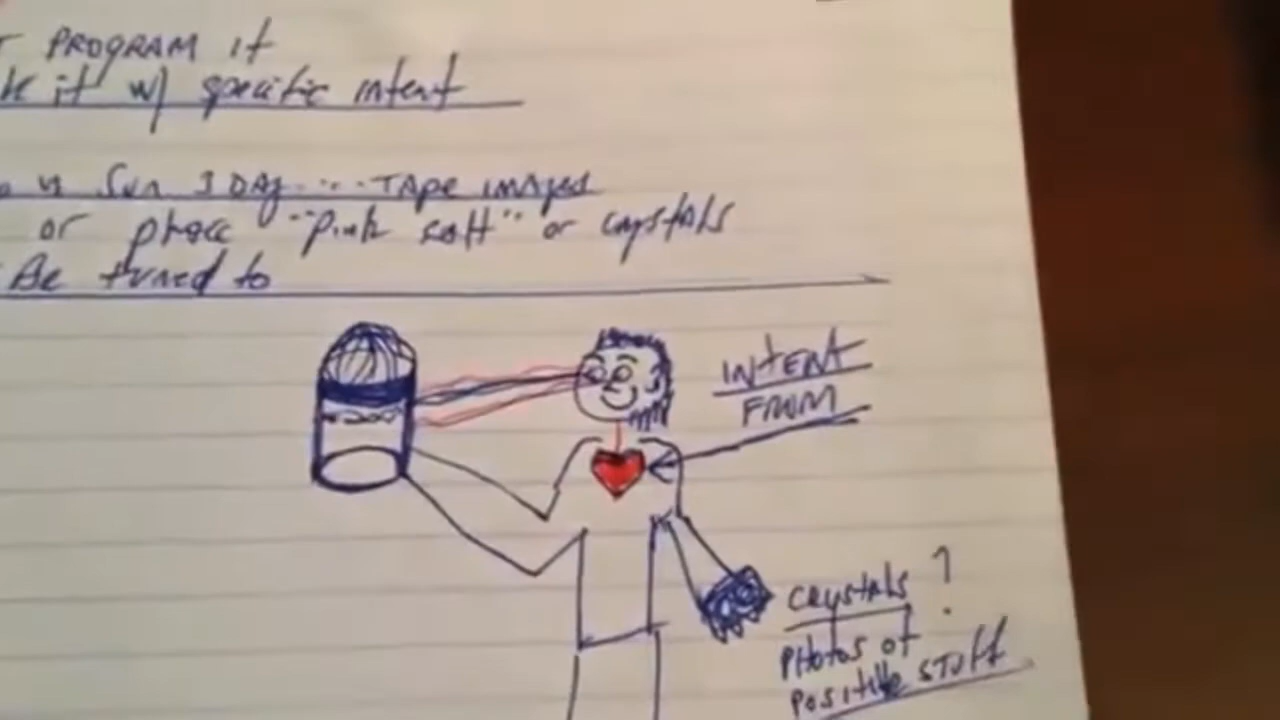 PROGRAM it
it w/ specific intent
Sun 3 DAy.... TAPE imAges
or place "pink salt" or crystals
Be tuned to
INTENT
FROM
CRYSTALS ?
PHOTOS of
POSITIVE STUFF